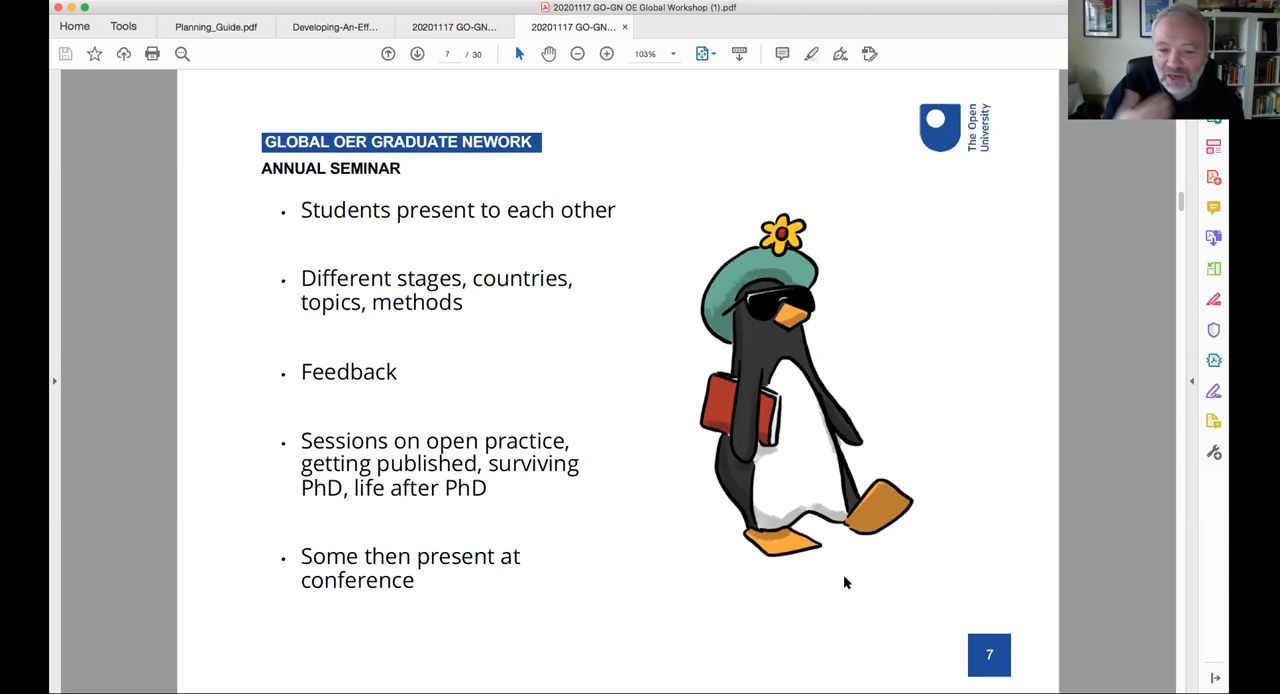 20201117 GO-GN OE Global Workshop (1).pdf
Home
Tools
Planning_Guide.pdf
Developing-An-Eff...
20201117 GO-GN...
20201117 GO-GN...
7 / 30
103%
GLOBAL OER GRADUATE NEWORK
ANNUAL SEMINAR
The Open
University
• Students present to each other
• Different stages, countries,
topics, methods
• Feedback
• Sessions on open practice,
getting published, surviving
PhD, life after PhD
• Some then present at
conference
7